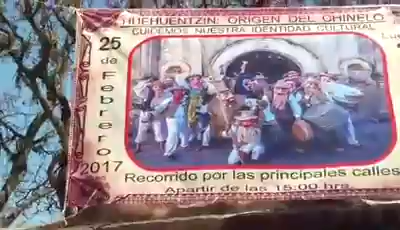 HUEHUENTZIN: ORIGEN DEL CHINELO
CUIDEMOS NUESTRA IDENTIDAD CULTURAL
25
de
Febrero
2017
Recorrido por las principales calles
Apartir de las 15:00 hrs